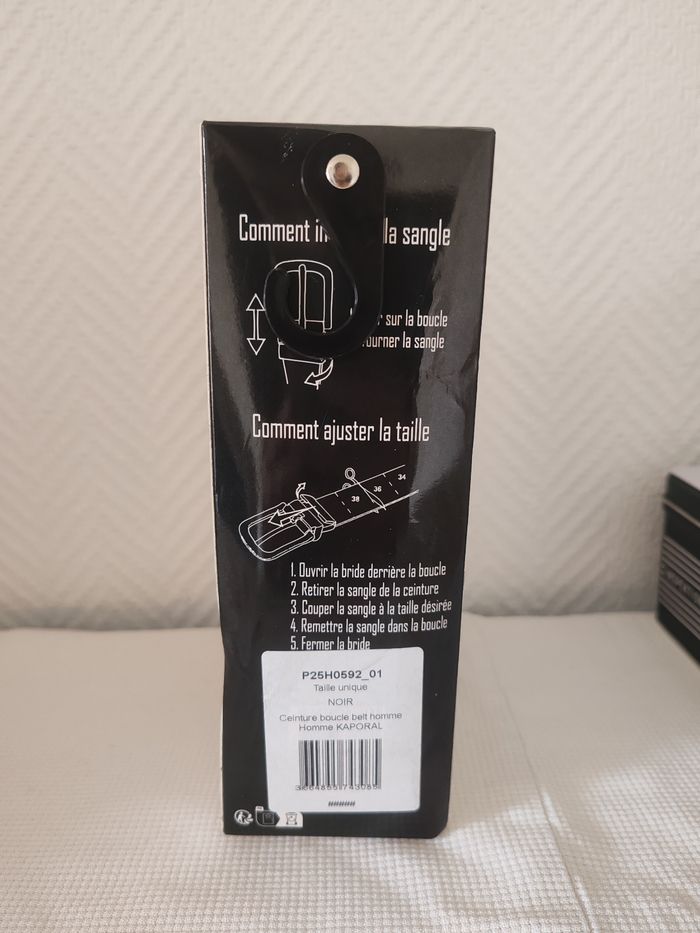 Comment in la sangle
sur la boucle
tourner la sangle
Comment ajuster la taille
38 36 34
1. Ouvrir la bride derrière la boucle
2. Retirer la sangle de la ceinture
3. Couper la sangle à la taille désirée
4. Remettre la sangle dans la boucle
5. Fermer la bride
P25H0592_01
Taille unique
NOIR
Ceinture boucle belt homme
Homme KAPORAL
#####